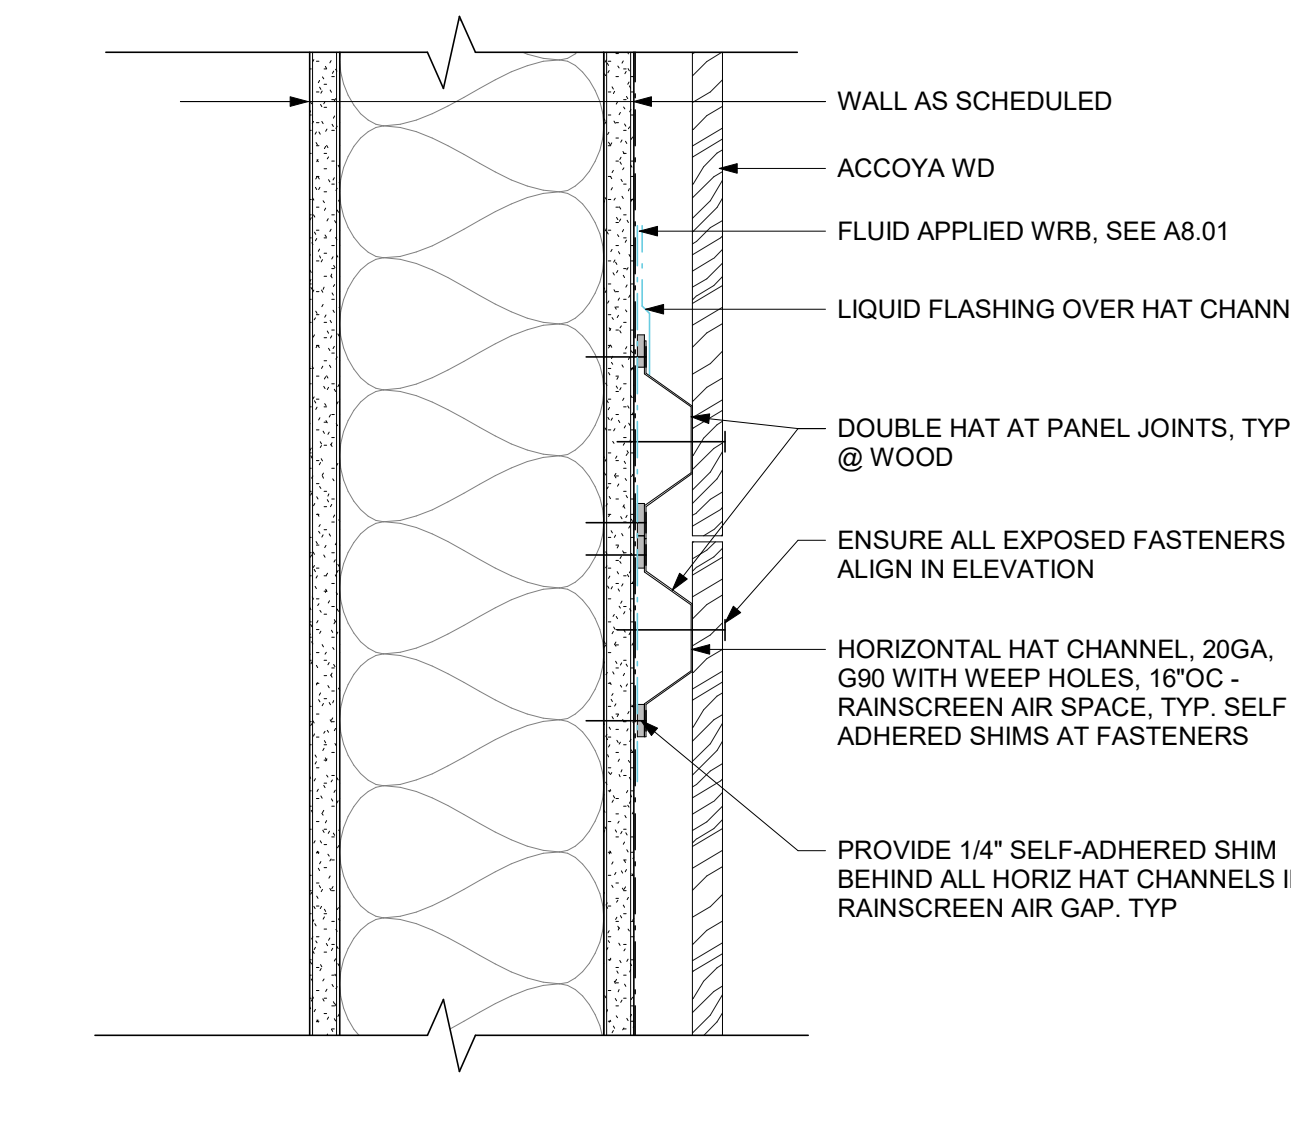 WALL AS SCHEDULED
ACCOYA WD
FLUID APPLIED WRB, SEE A8.01
LIQUID FLASHING OVER HAT CHANN
DOUBLE HAT AT PANEL JOINTS, TYP
@ WOOD
ENSURE ALL EXPOSED FASTENERS
ALIGN IN ELEVATION
HORIZONTAL HAT CHANNEL, 20GA,
G90 WITH WEEP HOLES, 16"OC -
RAINSCREEN AIR SPACE, TYP. SELF
ADHERED SHIMS AT FASTENERS
PROVIDE 1/4" SELF-ADHERED SHIM
BEHIND ALL HORIZ HAT CHANNELS
RAINSCREEN AIR GAP. TYP